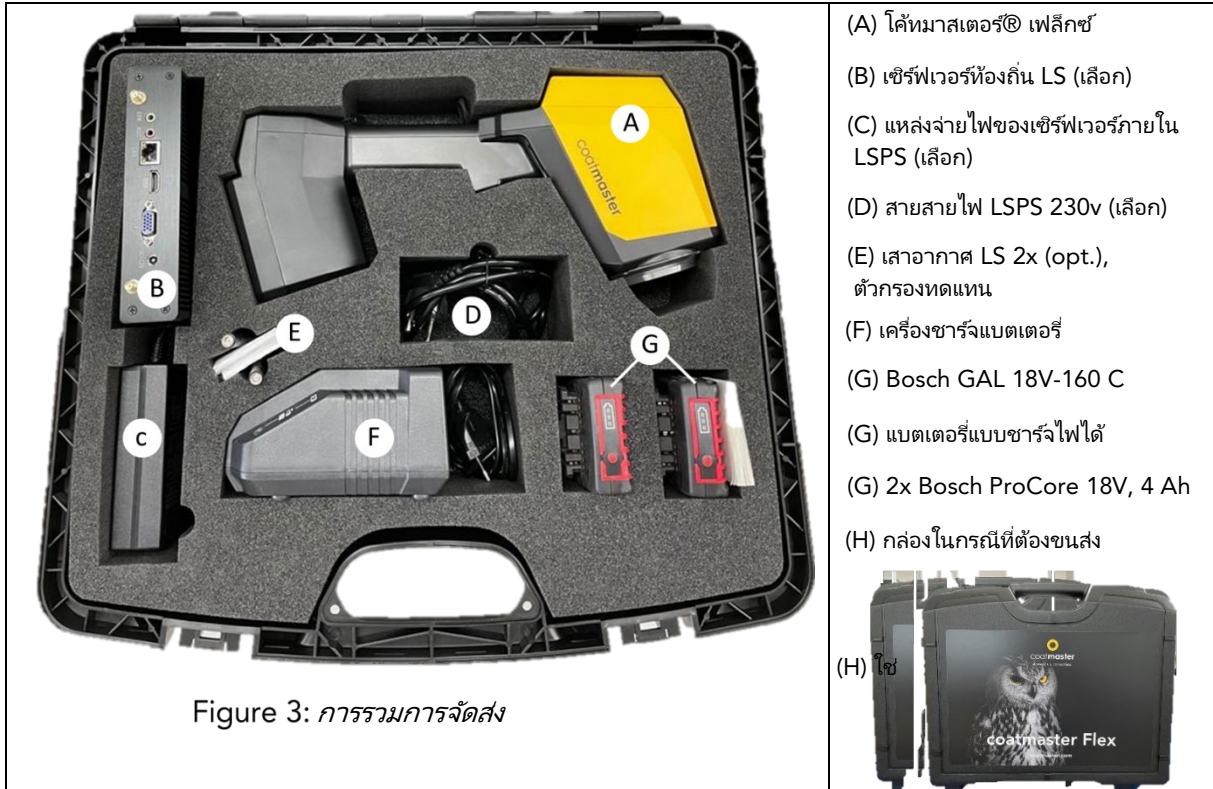 A
coatmaster
B
C
D
E
F
G
Figure 3: การรวมการจัดส่ง
(A) โค้ทมาสเตอร์® เฟล็กซ์
(B) เซิร์ฟเวอร์ท้องถิ่น LS (เลือก)
(C) แหล่งจ่ายไฟของเซิร์ฟเวอร์ภายใน
LSPS (เลือก)
(D) สายสายไฟ LSPS 230v (เลือก)
(E) เสาอากาศ LS 2x (opt.),
ตัวกรองทดแทน
(F) เครื่องชาร์จแบตเตอรี่
(G) Bosch GAL 18V-160 C
(G) แบตเตอรี่แบบชาร์จไฟได้
(G) 2x Bosch ProCore 18V, 4 Ah
(H) กล่องในกรณีที่ต้องขนส่ง
(H) ใช่
coatmaster
coatmaster Flex